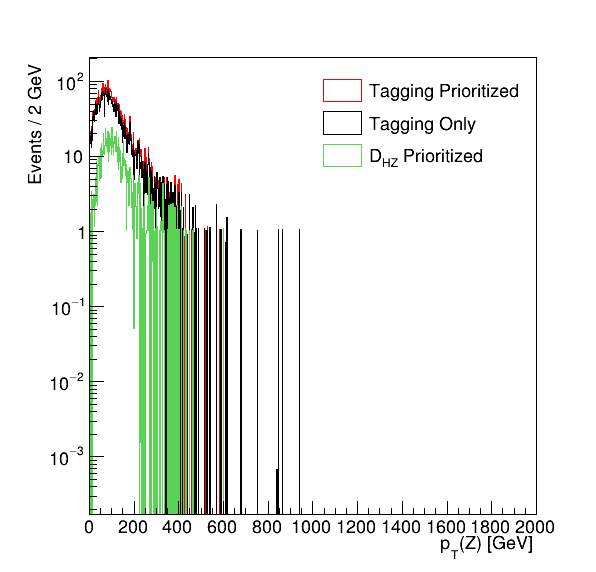 Events / 2 GeV
10^2
10
1
10^−1
10^−2
10^−3
Tagging Prioritized
Tagging Only
D_HZ Prioritized
0 200 400 600 800 1000 1200 1400 1600 1800 2000
p_T(Z) [GeV]